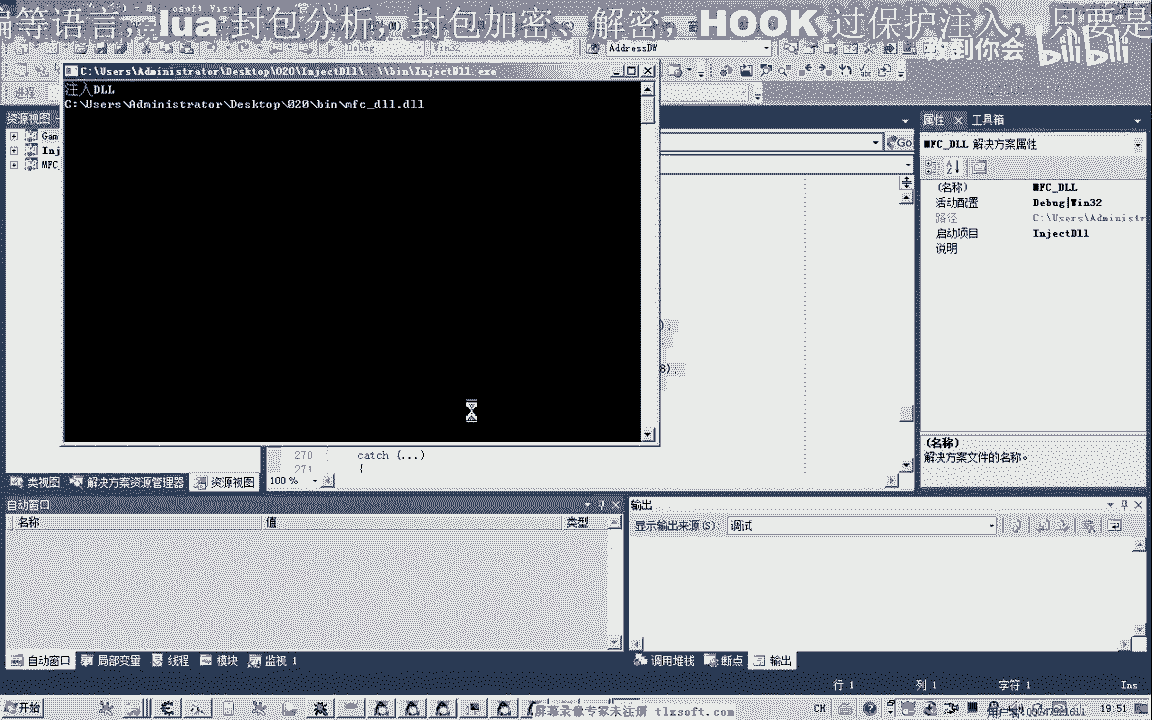 编等语言，lua 封包分析，封包加密、解密，HOOK 过保护注入，只要是
bilibili
Debug
Win32
AddressDW
C:\Users\Administrator\Desktop\020\InjectDll\..\\bin\InjectDll.exe
注入DLL
C:\Users\Administrator\Desktop\020\bin\mfc_dll.dll
进程
资源视图
Gam
Inj
MFC_
Go
270 catch (...)
271 {
100 %
类视图
解决方案资源管理器
资源视图
属性
工具箱
MFC_DLL 解决方案属性
(名称) MFC_DLL
活动配置 Debug|Win32
路径 C:\Users\Administr
启动项目 InjectDll
说明
(名称)
解决方案文件的名称。
自动窗口
名称 值 类型
自动窗口 局部变量 线程 模块 监视 1
输出
显示输出来源(S): 调试
调用堆栈 断点 输出
行 1 列 1 字符 1 Ins
开始
屏幕录像专家未注册 tlxsoft.com
CH
19:51